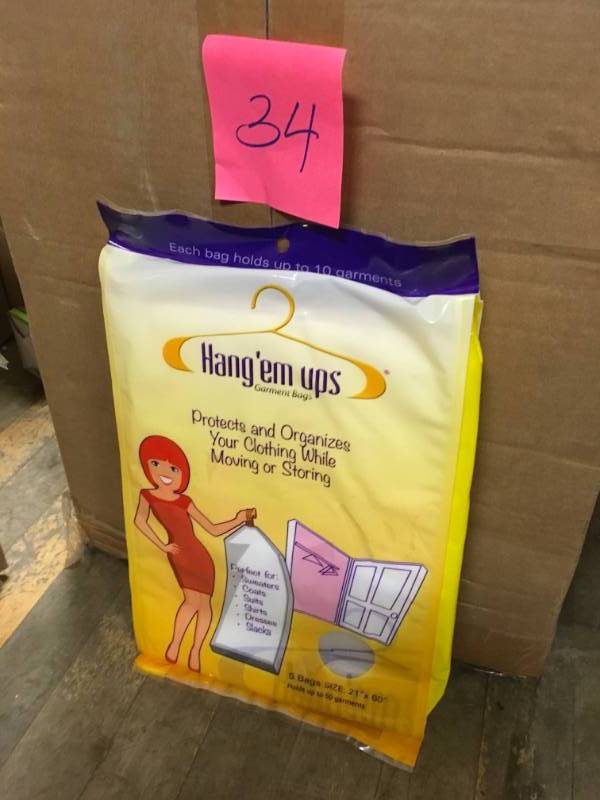 34
Each bag holds up to 10 garments
Hang'em ups
Garment Bags
Protects and Organizes
Your Clothing While
Moving or Storing
Perfect for:
• Sweaters
• Coats
• Suits
• Shirts
• Dresses
• Slacks
5 Bags SIZE: 21"x 60"
Holds up to 50 garments